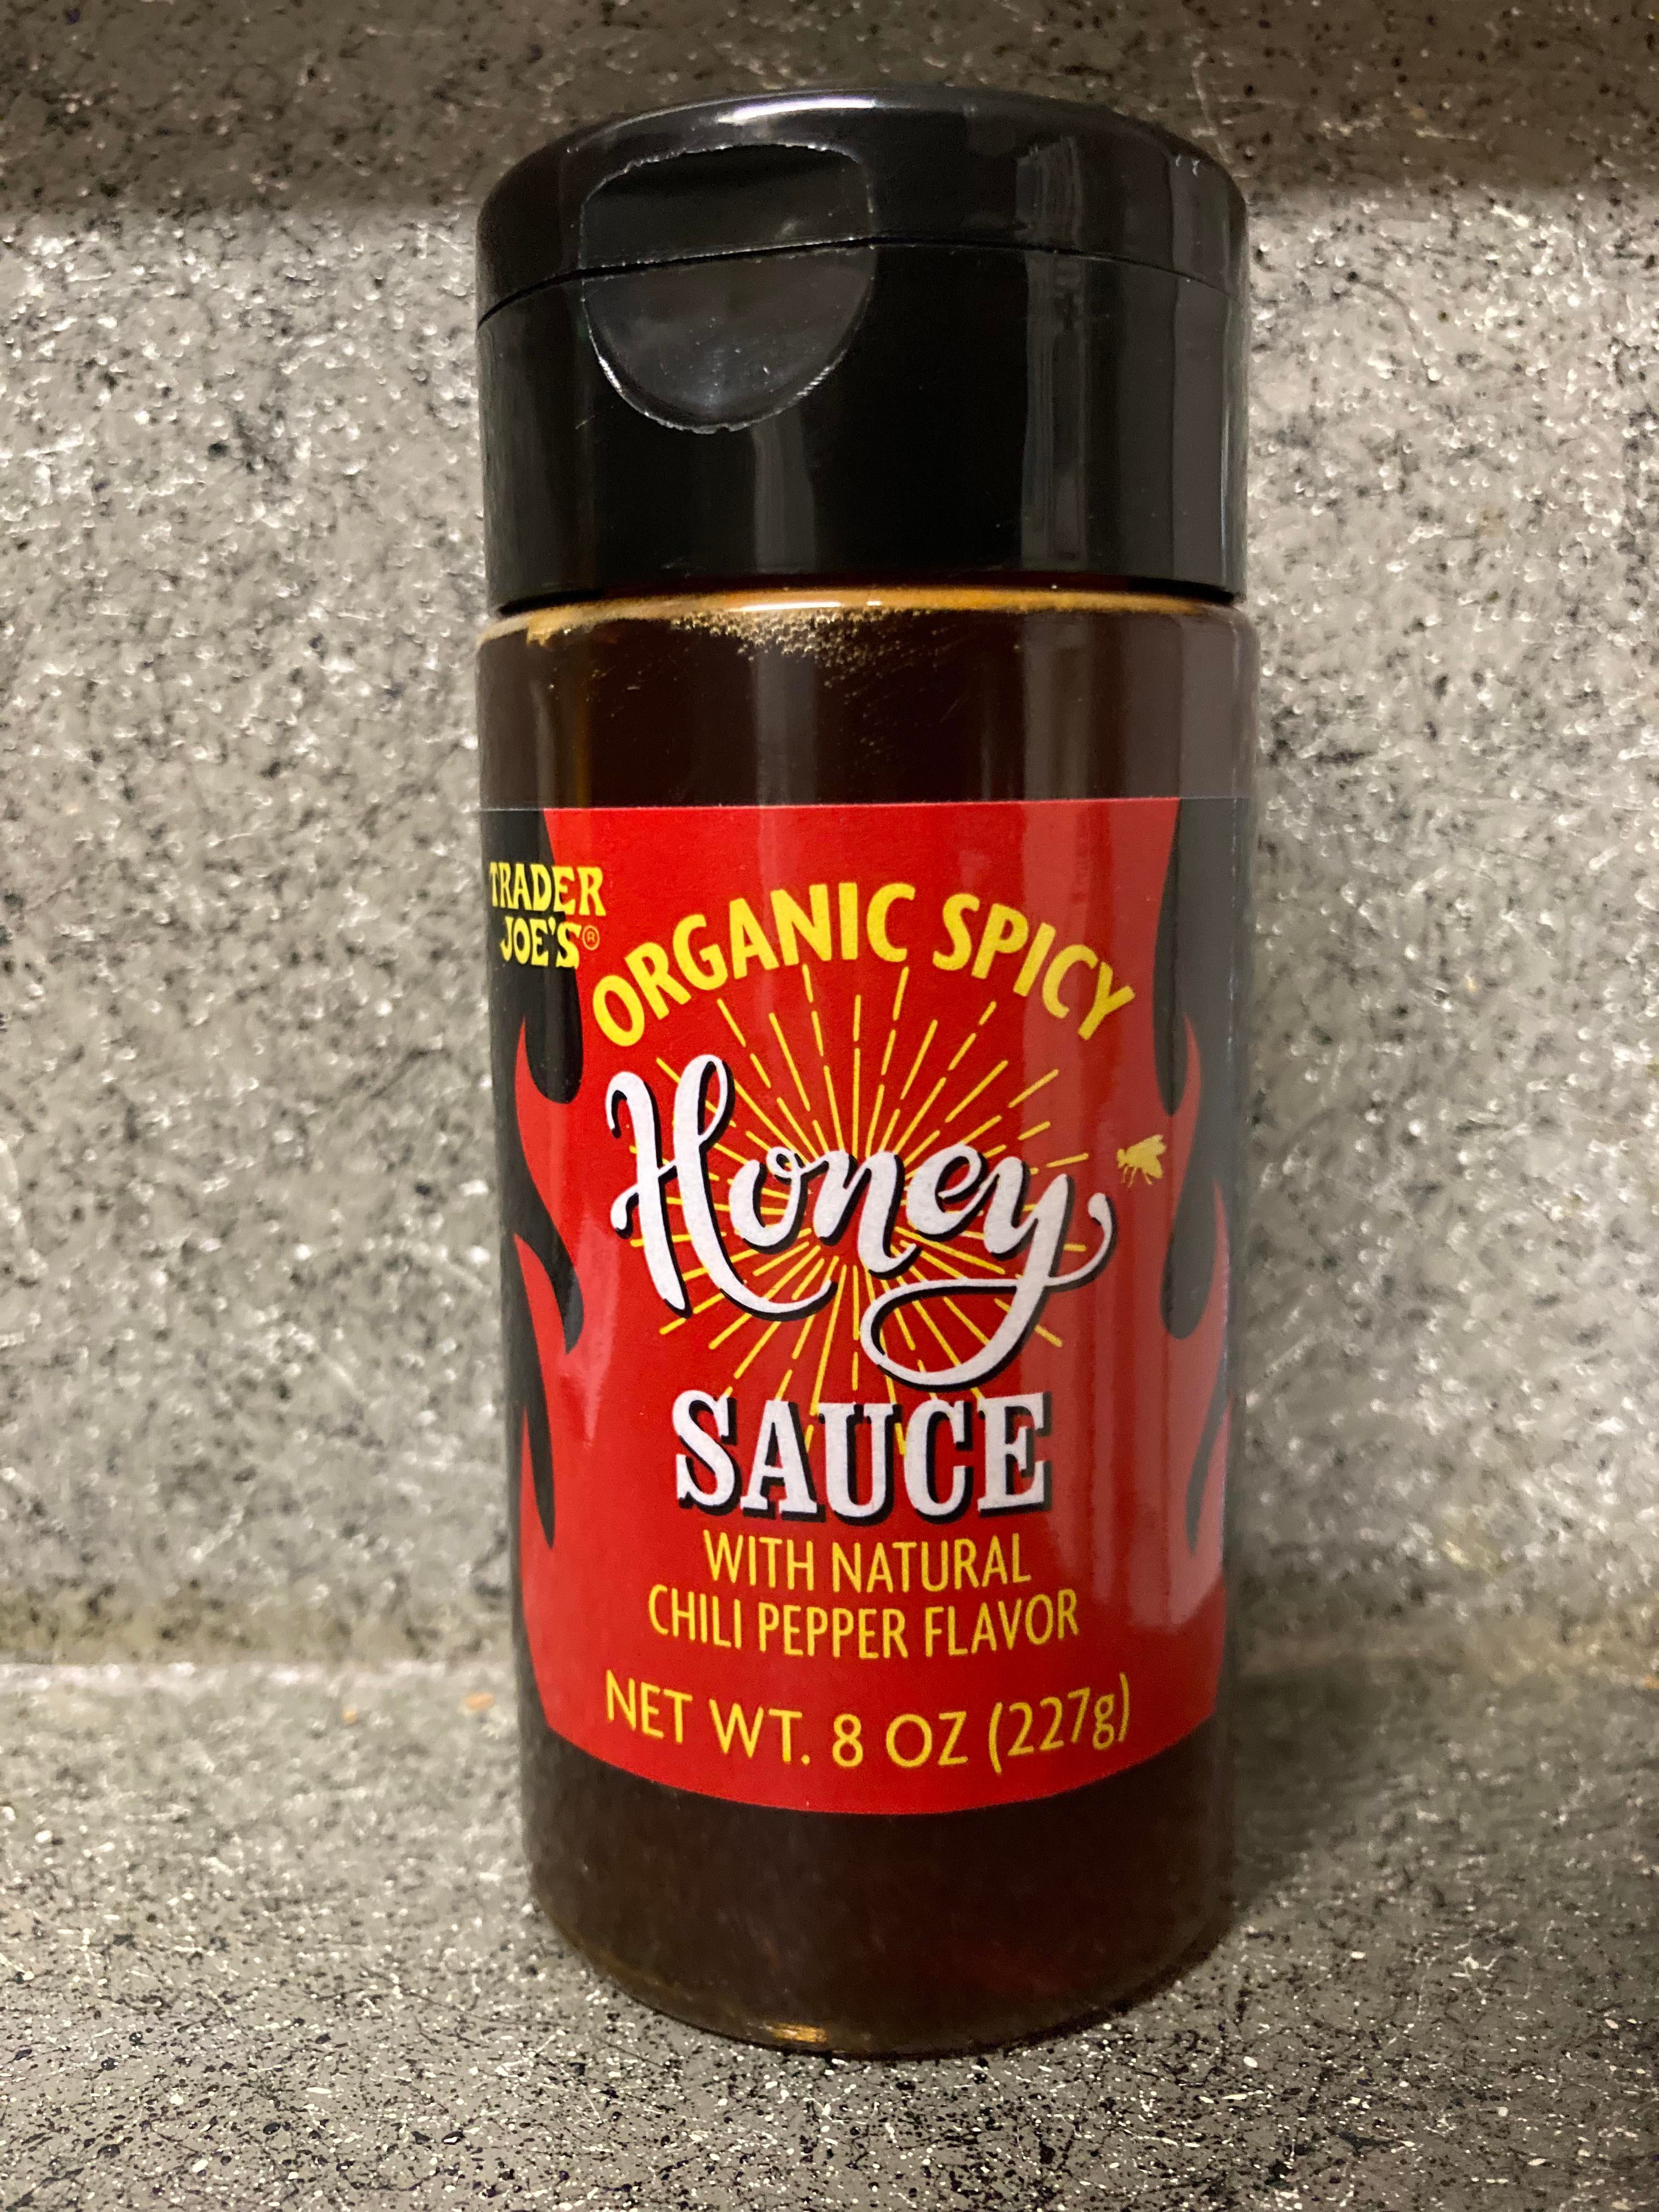 TRADER
JOE'S®
ORGANIC SPICY
Honey
SAUCE
WITH NATURAL
CHILI PEPPER FLAVOR
NET WT. 8 OZ (227g)